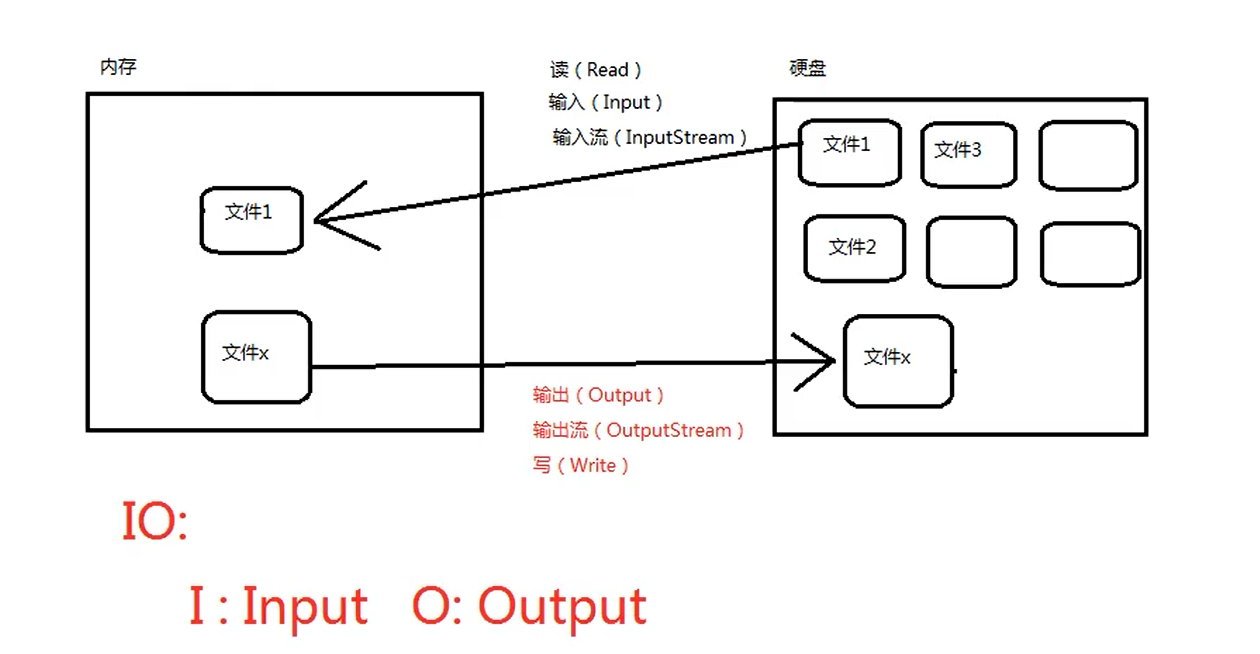 内存
读（Read）
输入（Input）
输入流（InputStream）
硬盘
文件1
文件3
文件1
文件2
文件x
文件x
输出（Output）
输出流（OutputStream）
写（Write）
IO:
I : Input   O: Output